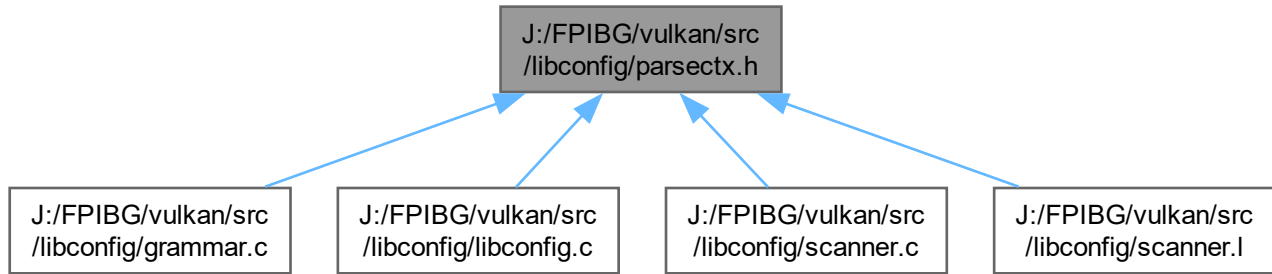 J:/FPIBG/vulkan/src
/libconfig/parsectx.h
J:/FPIBG/vulkan/src
/libconfig/grammar.c
J:/FPIBG/vulkan/src
/libconfig/libconfig.c
J:/FPIBG/vulkan/src
/libconfig/scanner.c
J:/FPIBG/vulkan/src
/libconfig/scanner.l